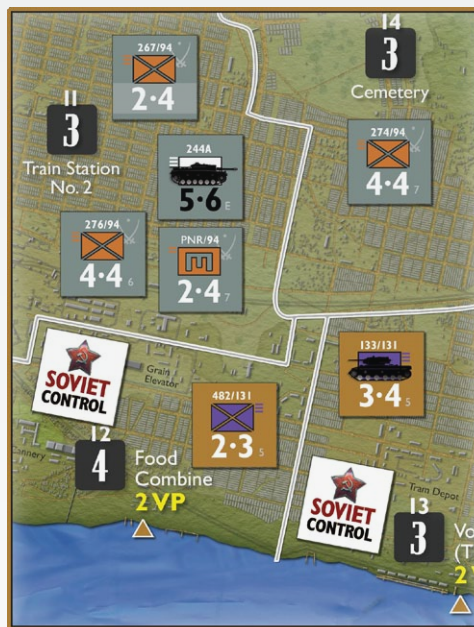 267/94
2·4
14
3
Cemetery
11
3
Train Station
No. 2
244A
5·6 E
274/94
4·4 7
276/94
4·4 6
PNR/94
2·4 7
SOVIET
CONTROL
Grain
Elevator
133/131
3·4 5
482/131
2·3 5
12
4
Food
Combine
2 VP
SOVIET
CONTROL
Tram Depot
13
3